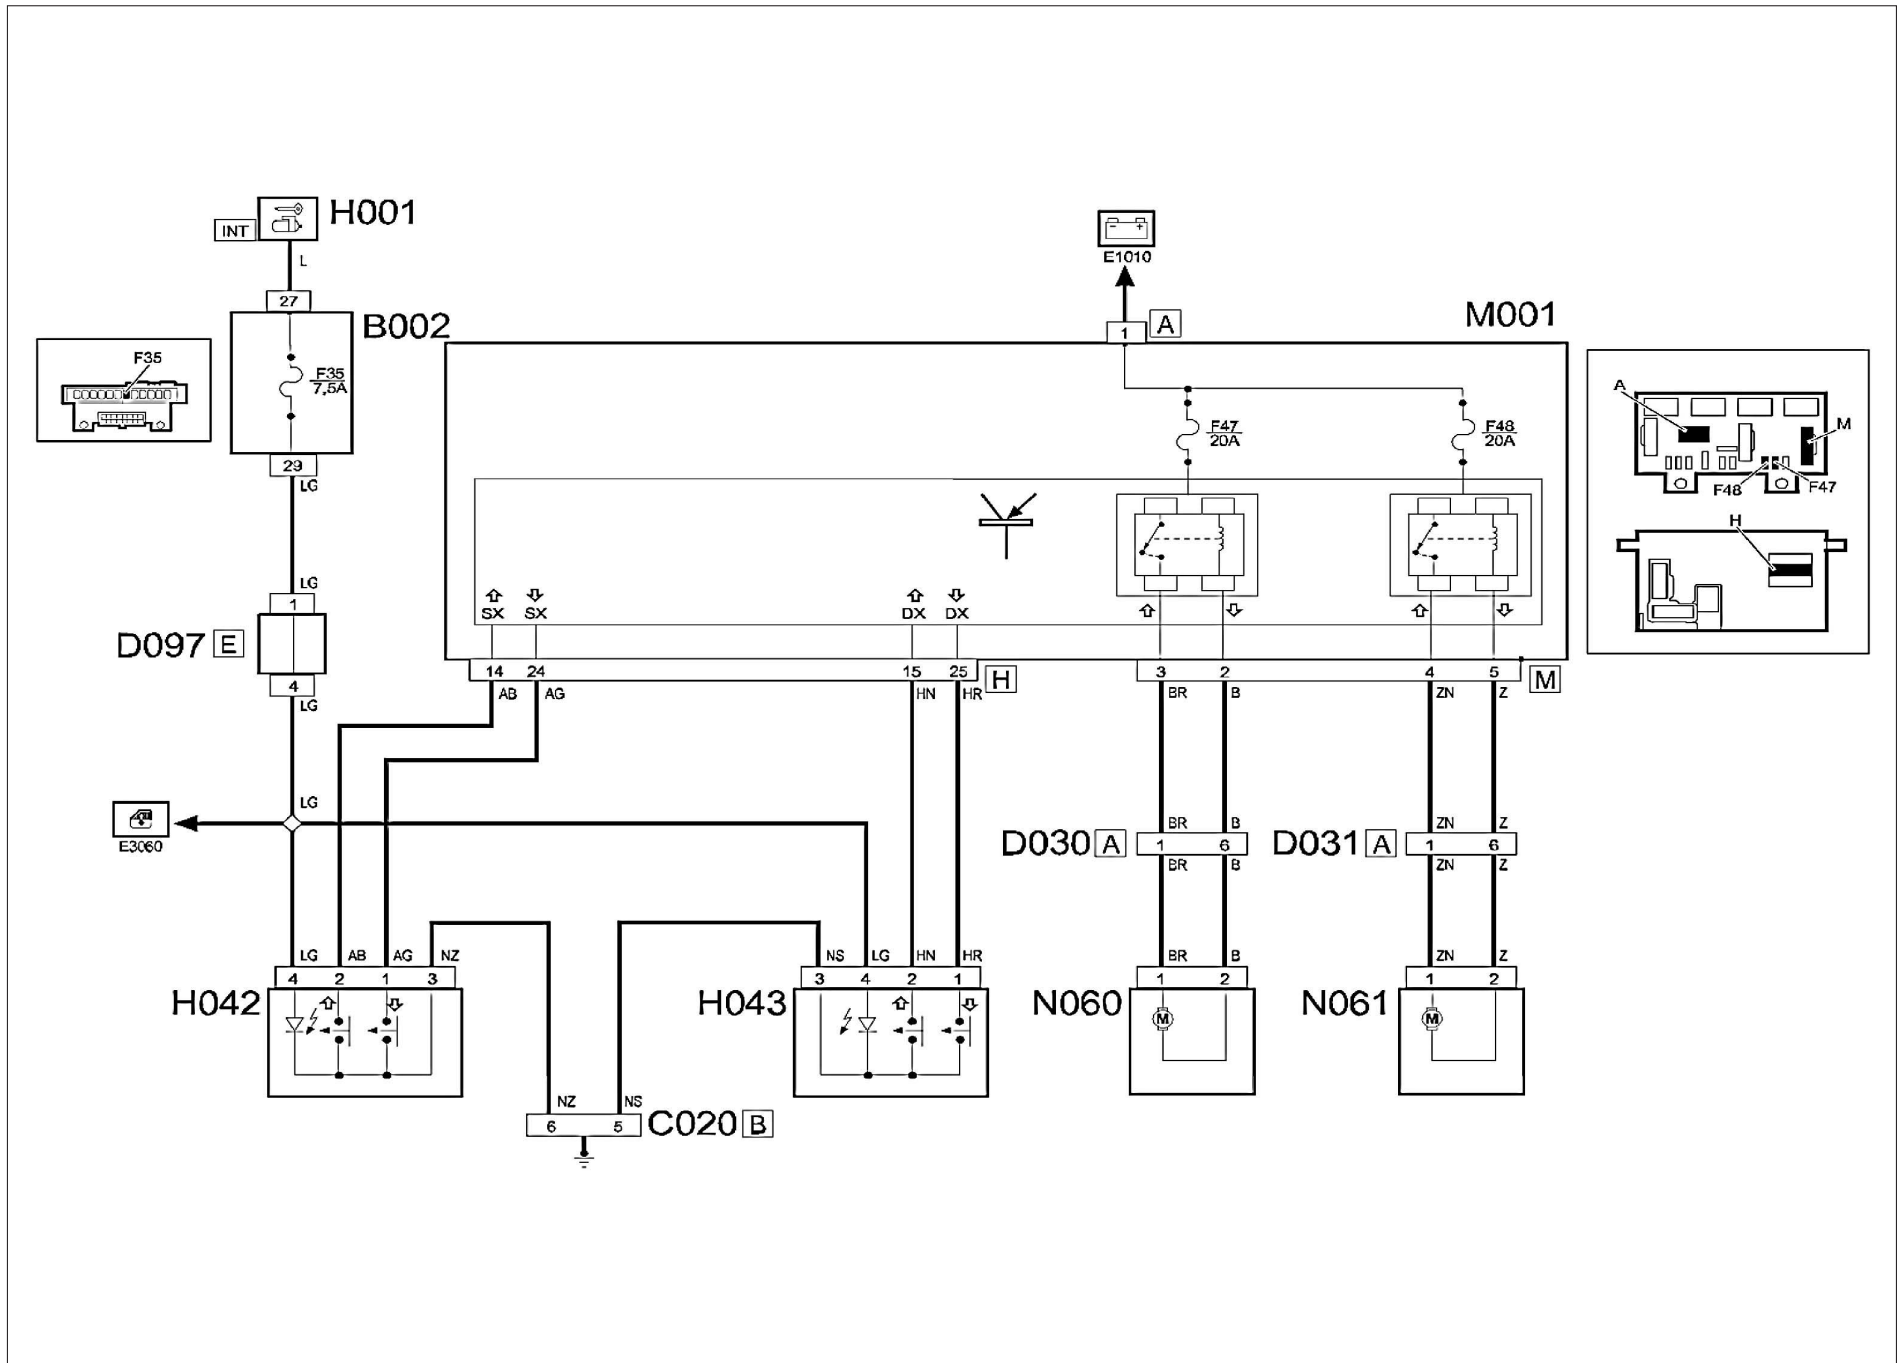 H001
INT
L
27
B002
F35
F35
7,5A
29
LG
LG
1
D097 E
4
LG
LG
E3060
E1010
1 A
M001
F47
20A
F48
20A
SX SX DX DX
14 24 15 25 H
3 2 4 5 M
AB AG HN HR BR B ZN Z
A
M
F48 F47
H
BR B ZN Z
D030 A 1 6
D031 A 1 6
BR B ZN Z
LG AB AG NZ
4 2 1 3
H042
NS LG HN HR
3 4 2 1
H043
BR B
1 2
N060
M
ZN Z
1 2
N061
M
NZ NS
6 5 C020 B